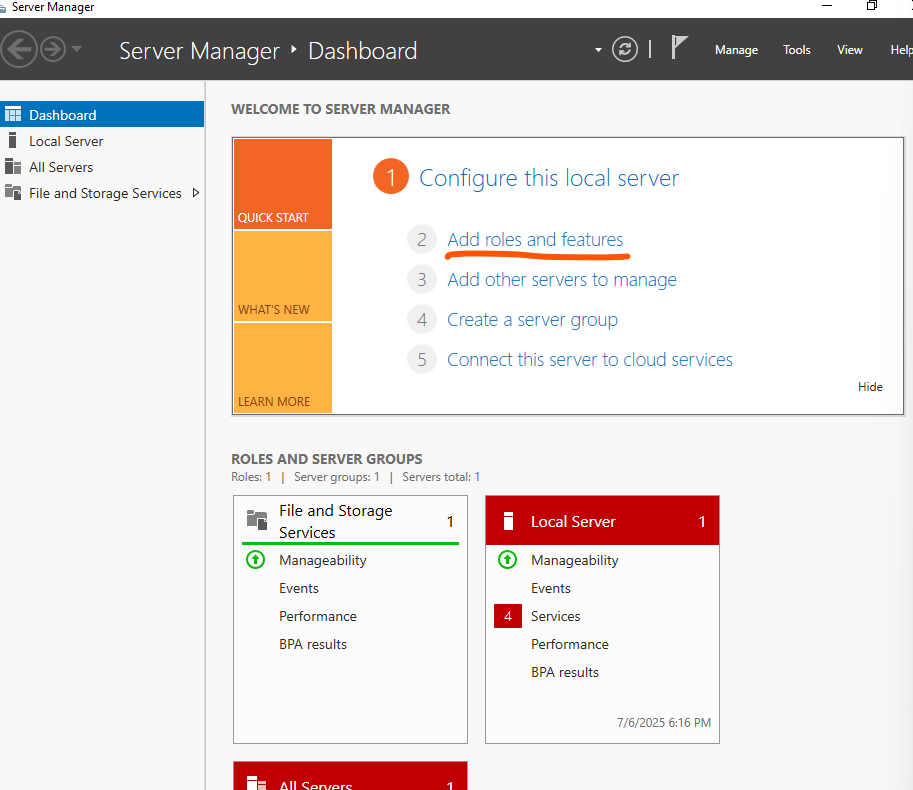 Server Manager
Server Manager ‣ Dashboard
Manage Tools View Help
Dashboard
Local Server
All Servers
File and Storage Services
WELCOME TO SERVER MANAGER
QUICK START
WHAT'S NEW
LEARN MORE
1 Configure this local server
2 Add roles and features
3 Add other servers to manage
4 Create a server group
5 Connect this server to cloud services
Hide
ROLES AND SERVER GROUPS
Roles: 1 | Server groups: 1 | Servers total: 1
File and Storage
Services 1
Manageability
Events
Performance
BPA results
Local Server 1
Manageability
Events
4 Services
Performance
BPA results
7/6/2025 6:16 PM
All Servers 1